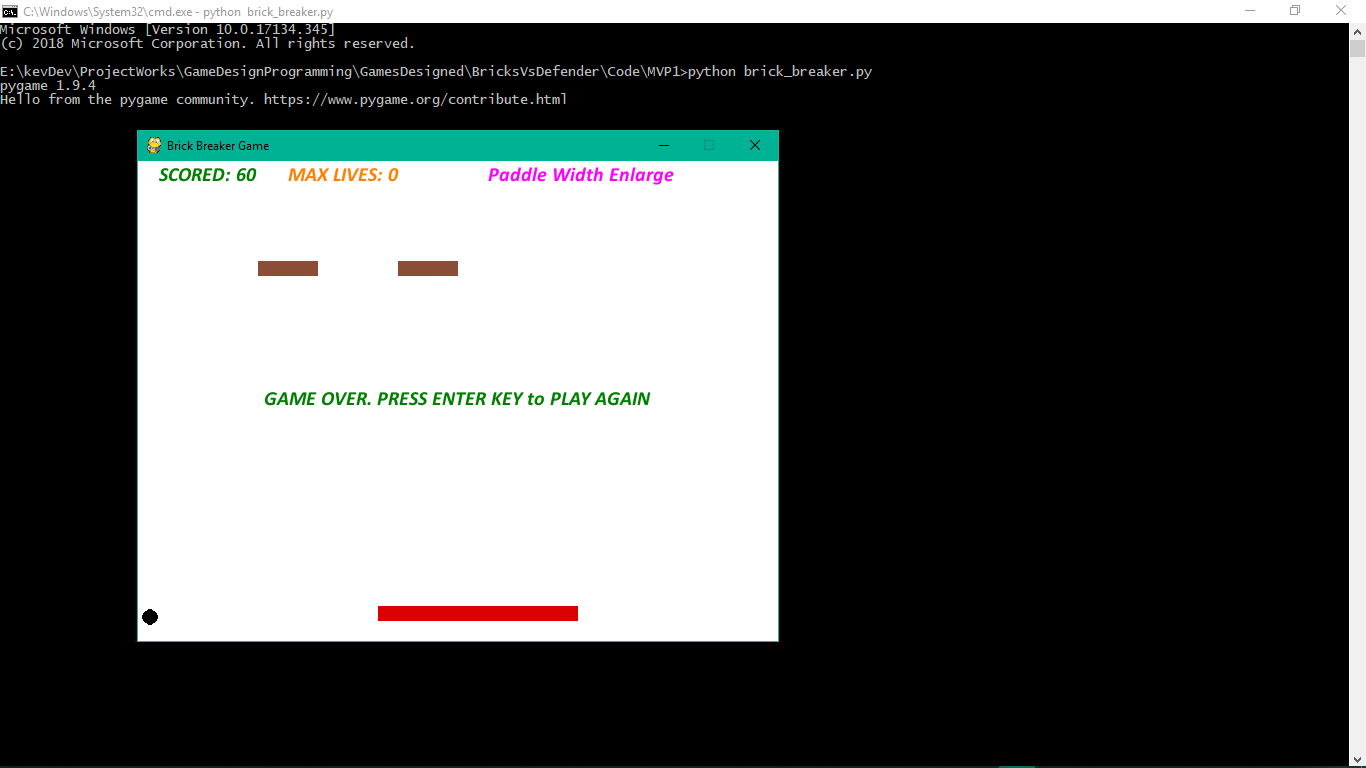 C:\Windows\System32\cmd.exe - python  brick_breaker.py
Microsoft Windows [Version 10.0.17134.345]
(c) 2018 Microsoft Corporation. All rights reserved.
E:\kevDev\ProjectWorks\GameDesignProgramming\GamesDesigned\BricksVsDefender\Code\MVP1>python brick_breaker.py
pygame 1.9.4
Hello from the pygame community. https://www.pygame.org/contribute.html
Brick Breaker Game
SCORED: 60 MAX LIVES: 0 Paddle Width Enlarge
GAME OVER. PRESS ENTER KEY to PLAY AGAIN